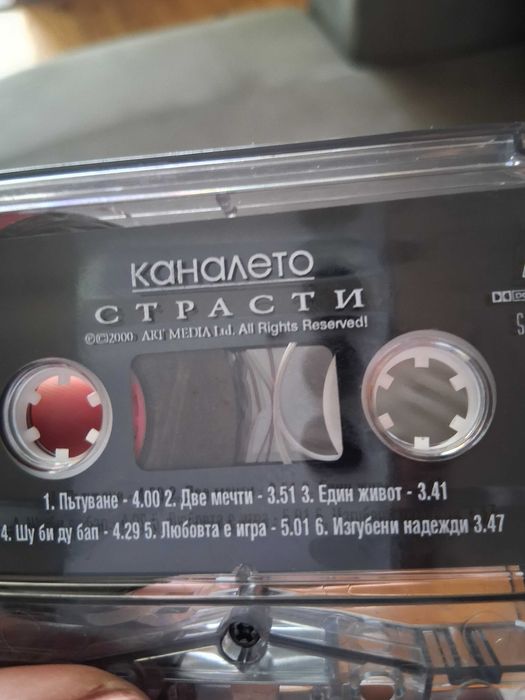 каналето
СТРАСТИ
℗©2000 ART MEDIA Ltd. All Rights Reserved!
1. Пътуване - 4.00 2. Две мечти - 3.51 3. Един живот - 3.41
4. Шу би ду бап - 4.29 5. Любовта е игра - 5.01 6. Изгубени надежди 3.47